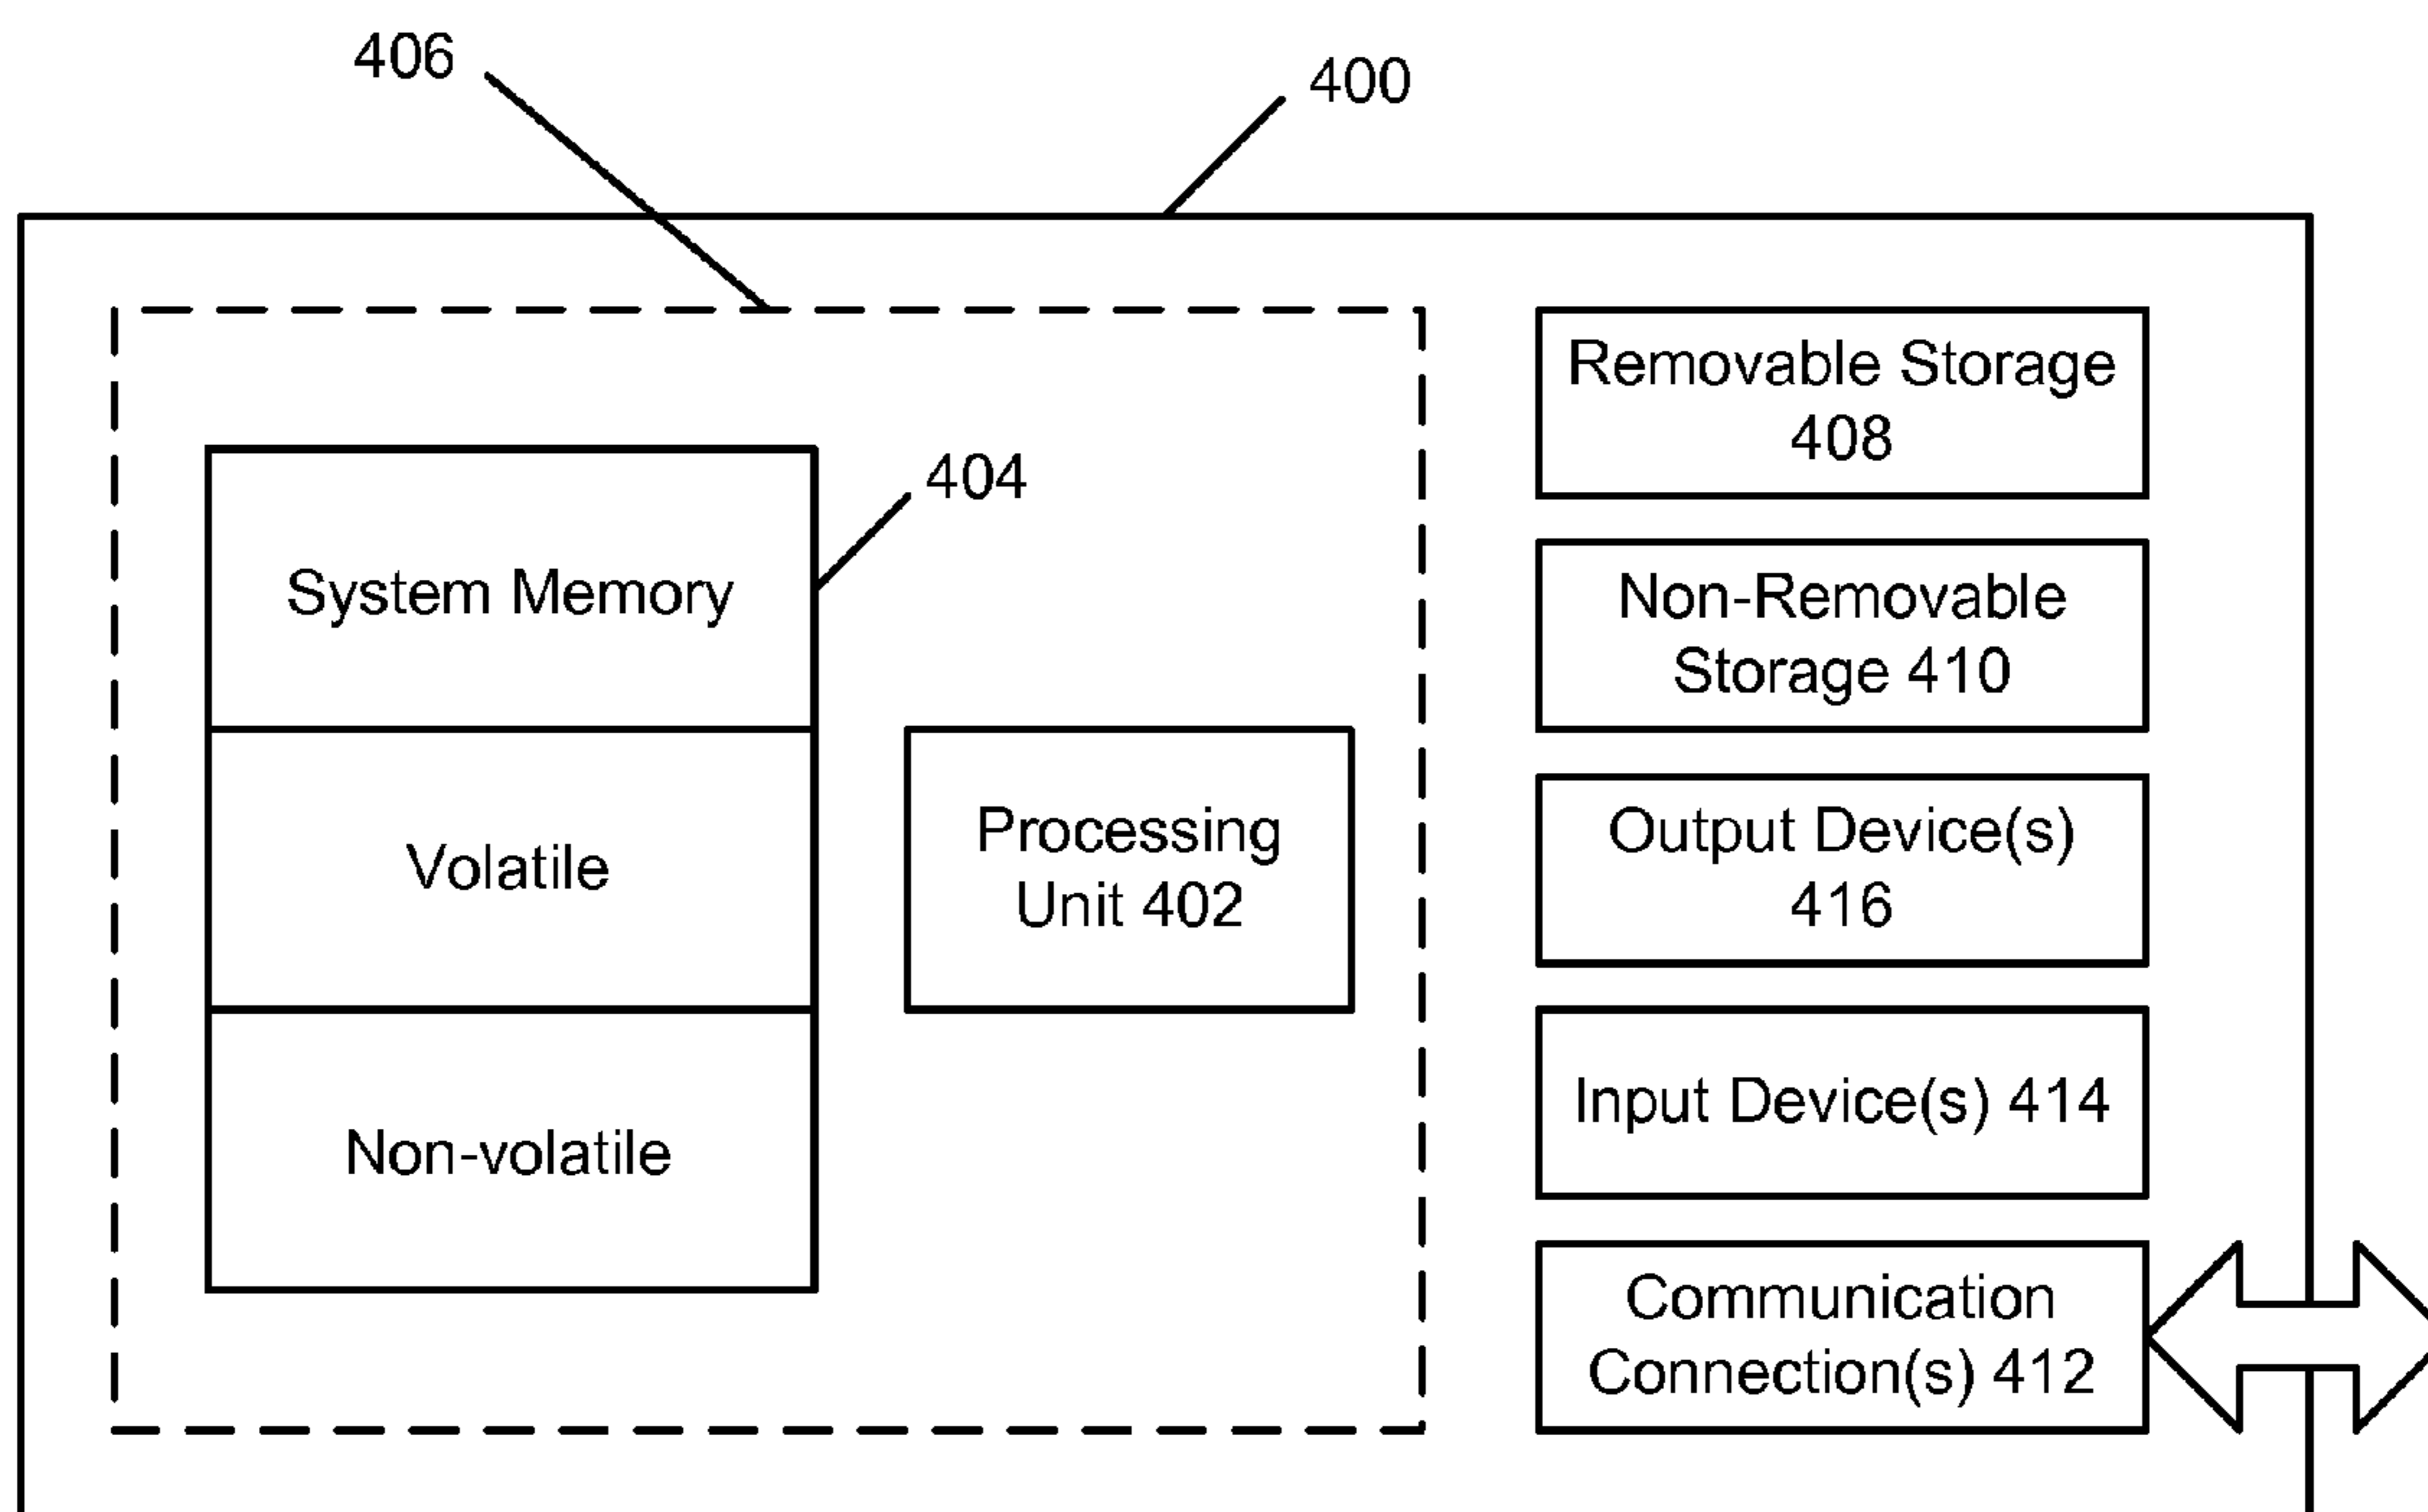 406
400
404
System Memory
Volatile
Non-volatile
Processing
Unit 402
Removable Storage
408
Non-Removable
Storage 410
Output Device(s)
416
Input Device(s) 414
Communication
Connection(s) 412